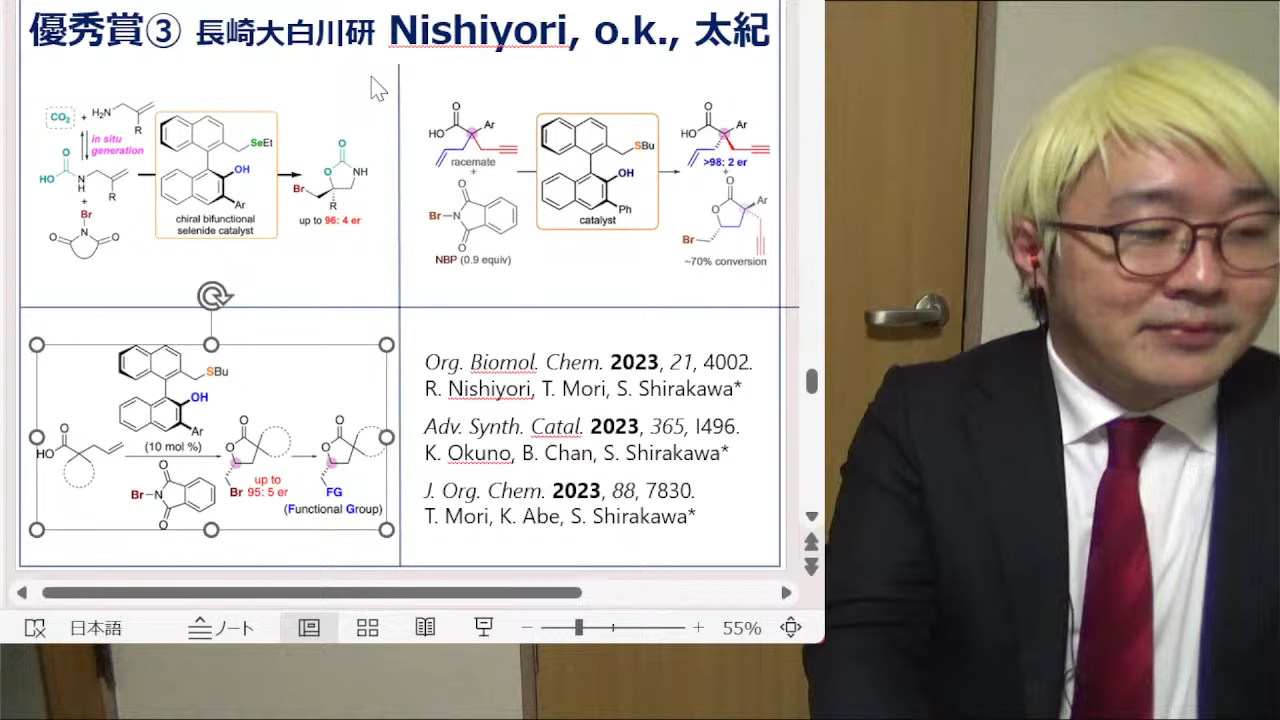 優秀賞③ 長崎大白川研 Nishiyori, o.k., 太紀
CO2 + H2N
R
in situ
generation
O
HO N
H
R
+
Br
O N O
SeEt
OH
Ar
chiral bifunctional
selenide catalyst
O
O NH
Br
R
up to 96: 4 er
O
HO Ar
racemate
+
O
Br N
O
NBP (0.9 equiv)
SBu
OH
Ph
catalyst
O
HO Ar
>98: 2 er
+
O
O Ar
Br
~70% conversion
SBu
OH
Ar
(10 mol %)
O
HO
O
Br N
O
O
O
Br
up to
95: 5 er
O
O
FG
(Functional Group)
Org. Biomol. Chem. 2023, 21, 4002.
R. Nishiyori, T. Mori, S. Shirakawa*
Adv. Synth. Catal. 2023, 365, 1496.
K. Okuno, B. Chan, S. Shirakawa*
J. Org. Chem. 2023, 88, 7830.
T. Mori, K. Abe, S. Shirakawa*
日本語
ノート
55%